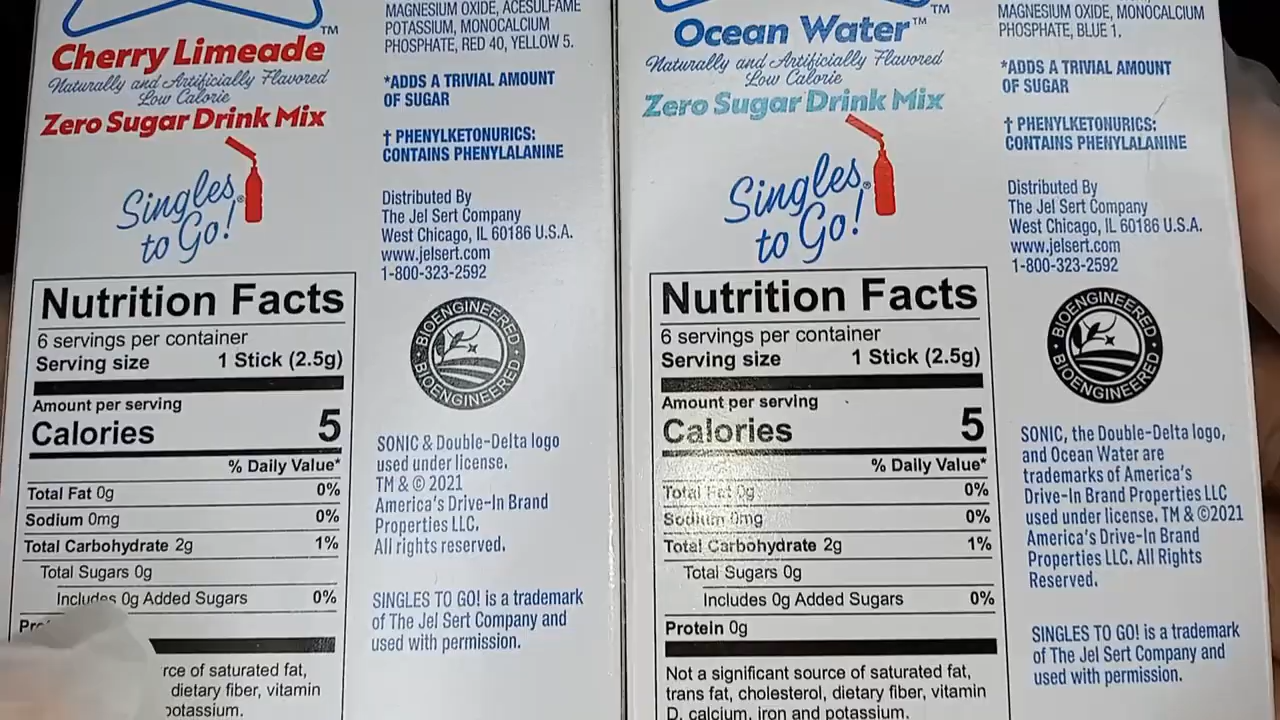 Cherry Limeade™
Naturally and Artificially Flavored
Low Calorie
Zero Sugar Drink Mix
Singles
to Go!®
Nutrition Facts
6 servings per container
Serving size 1 Stick (2.5g)
Amount per serving
Calories 5
% Daily Value*
Total Fat 0g 0%
Sodium 0mg 0%
Total Carbohydrate 2g 1%
Total Sugars 0g
Includes 0g Added Sugars 0%
rce of saturated fat,
dietary fiber, vitamin
potassium.
MAGNESIUM OXIDE, ACESULFAME
POTASSIUM, MONOCALCIUM
PHOSPHATE, RED 40, YELLOW 5.
*ADDS A TRIVIAL AMOUNT
OF SUGAR
† PHENYLKETONURICS:
CONTAINS PHENYLALANINE
Distributed By
The Jel Sert Company
West Chicago, IL 60186 U.S.A.
www.jelsert.com
1-800-323-2592
BIOENGINEERED
BIOENGINEERED
SONIC & Double-Delta logo
used under license.
TM & © 2021
America's Drive-In Brand
Properties LLC.
All rights reserved.
SINGLES TO GO! is a trademark
of The Jel Sert Company and
used with permission.
TM
Ocean Water™
Naturally and Artificially Flavored
Low Calorie
Zero Sugar Drink Mix
Singles
to Go!®
Nutrition Facts
6 servings per container
Serving size 1 Stick (2.5g)
Amount per serving
Calories 5
% Daily Value*
Total Fat 0g 0%
Sodium 0mg 0%
Total Carbohydrate 2g 1%
Total Sugars 0g
Includes 0g Added Sugars 0%
Protein 0g
Not a significant source of saturated fat,
trans fat, cholesterol, dietary fiber, vitamin
D, calcium, iron and potassium.
MAGNESIUM OXIDE, MONOCALCIUM
PHOSPHATE, BLUE 1.
*ADDS A TRIVIAL AMOUNT
OF SUGAR
† PHENYLKETONURICS:
CONTAINS PHENYLALANINE
Distributed By
The Jel Sert Company
West Chicago, IL 60186 U.S.A.
www.jelsert.com
1-800-323-2592
BIOENGINEERED
BIOENGINEERED
SONIC, the Double-Delta logo,
and Ocean Water are
trademarks of America's
Drive-In Brand Properties LLC
used under license. TM & ©2021
America's Drive-In Brand
Properties LLC. All Rights
Reserved.
SINGLES TO GO! is a trademark
of The Jel Sert Company and
used with permission.